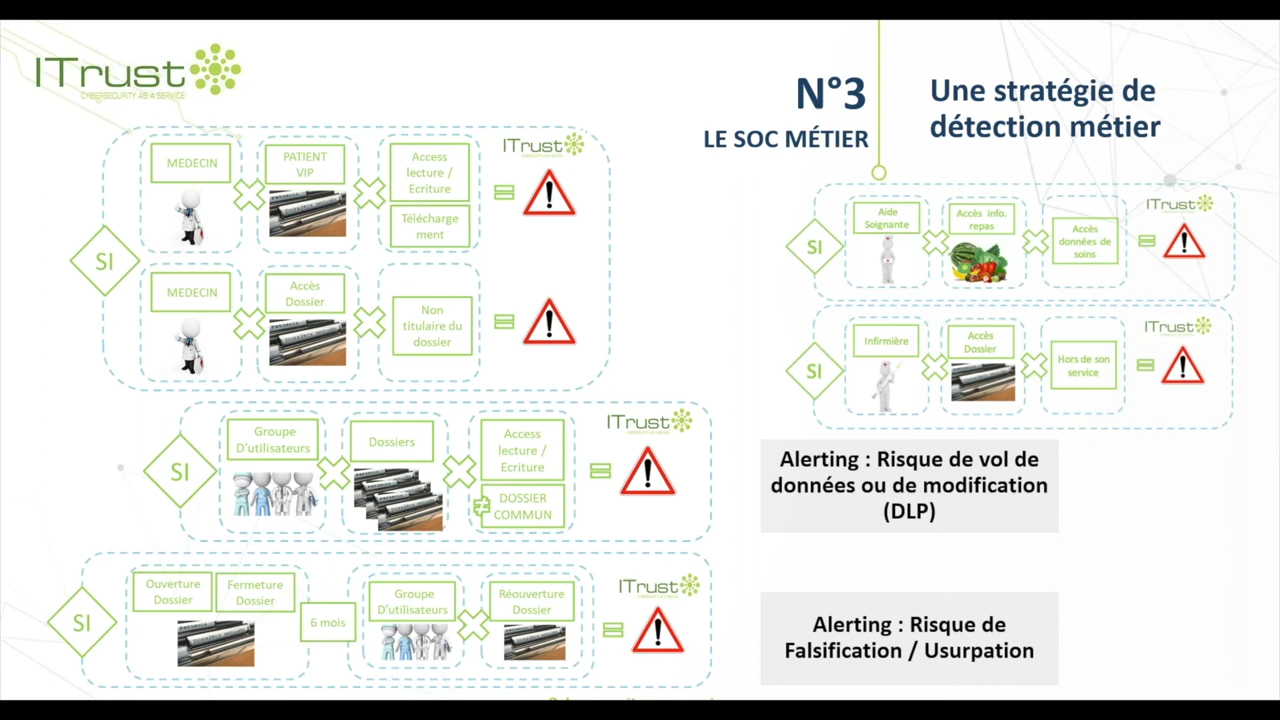 ITrust
CYBERSECURITY AS A SERVICE
N°3
LE SOC MÉTIER
Une stratégie de
détection métier
SI
MEDECIN
PATIENT
VIP
Access
lecture /
Ecriture
Télécharge
ment
ITrust
MEDECIN
Accès
Dossier
Non
titulaire du
dossier
SI
Groupe
D'utilisateurs
Dossiers
Access
lecture /
Ecriture
≠
DOSSIER
COMMUN
ITrust
SI
Ouverture
Dossier
Fermeture
Dossier
6 mois
Groupe
D'utilisateurs
Réouverture
Dossier
ITrust
SI
Aide
Soignante
Accès info.
repas
Accès
données de
soins
ITrust
SI
Infirmière
Accès
Dossier
Hors de son
service
ITrust
Alerting : Risque de vol de
données ou de modification
(DLP)
Alerting : Risque de
Falsification / Usurpation